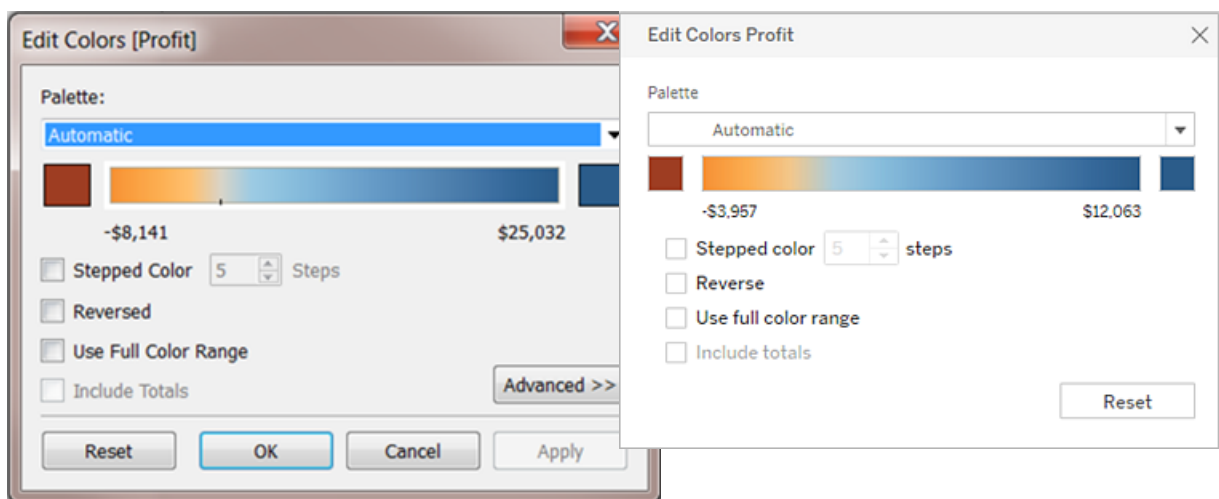 Edit Colors [Profit]
Palette:
Automatic
-$8,141 $25,032
Stepped Color 5 Steps
Reversed
Use Full Color Range
Include Totals
Advanced >>
Reset OK Cancel Apply
Edit Colors Profit
Palette
Automatic
-$3,957 $12,063
Stepped color 5 steps
Reverse
Use full color range
Include totals
Reset